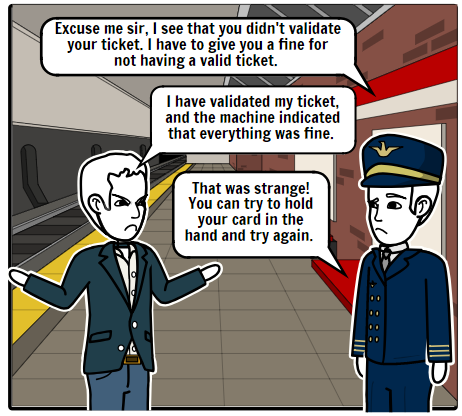 Excuse me sir, I see that you didn't validate
your ticket. I have to give you a fine for
not having a valid ticket.
I have validated my ticket,
and the machine indicated
that everything was fine.
That was strange!
You can try to hold
your card in the
hand and try again.